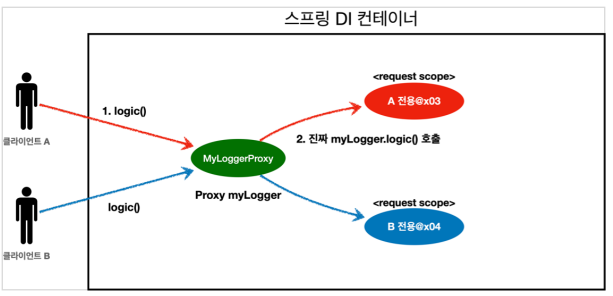 스프링 DI 컨테이너
<request scope>
1. logic()
A 전용@x03
클라이언트 A
2. 진짜 myLogger.logic() 호출
MyLoggerProxy
Proxy myLogger
logic()
<request scope>
B 전용@x04
클라이언트 B